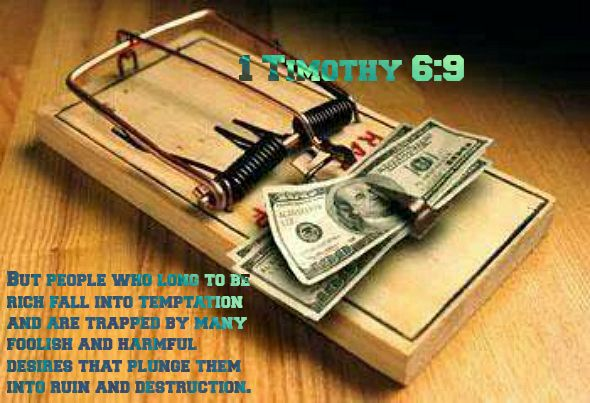 1 Timothy 6:9
But people who long to be
rich fall into temptation
and are trapped by many
foolish and harmful
desires that plunge them
into ruin and destruction.